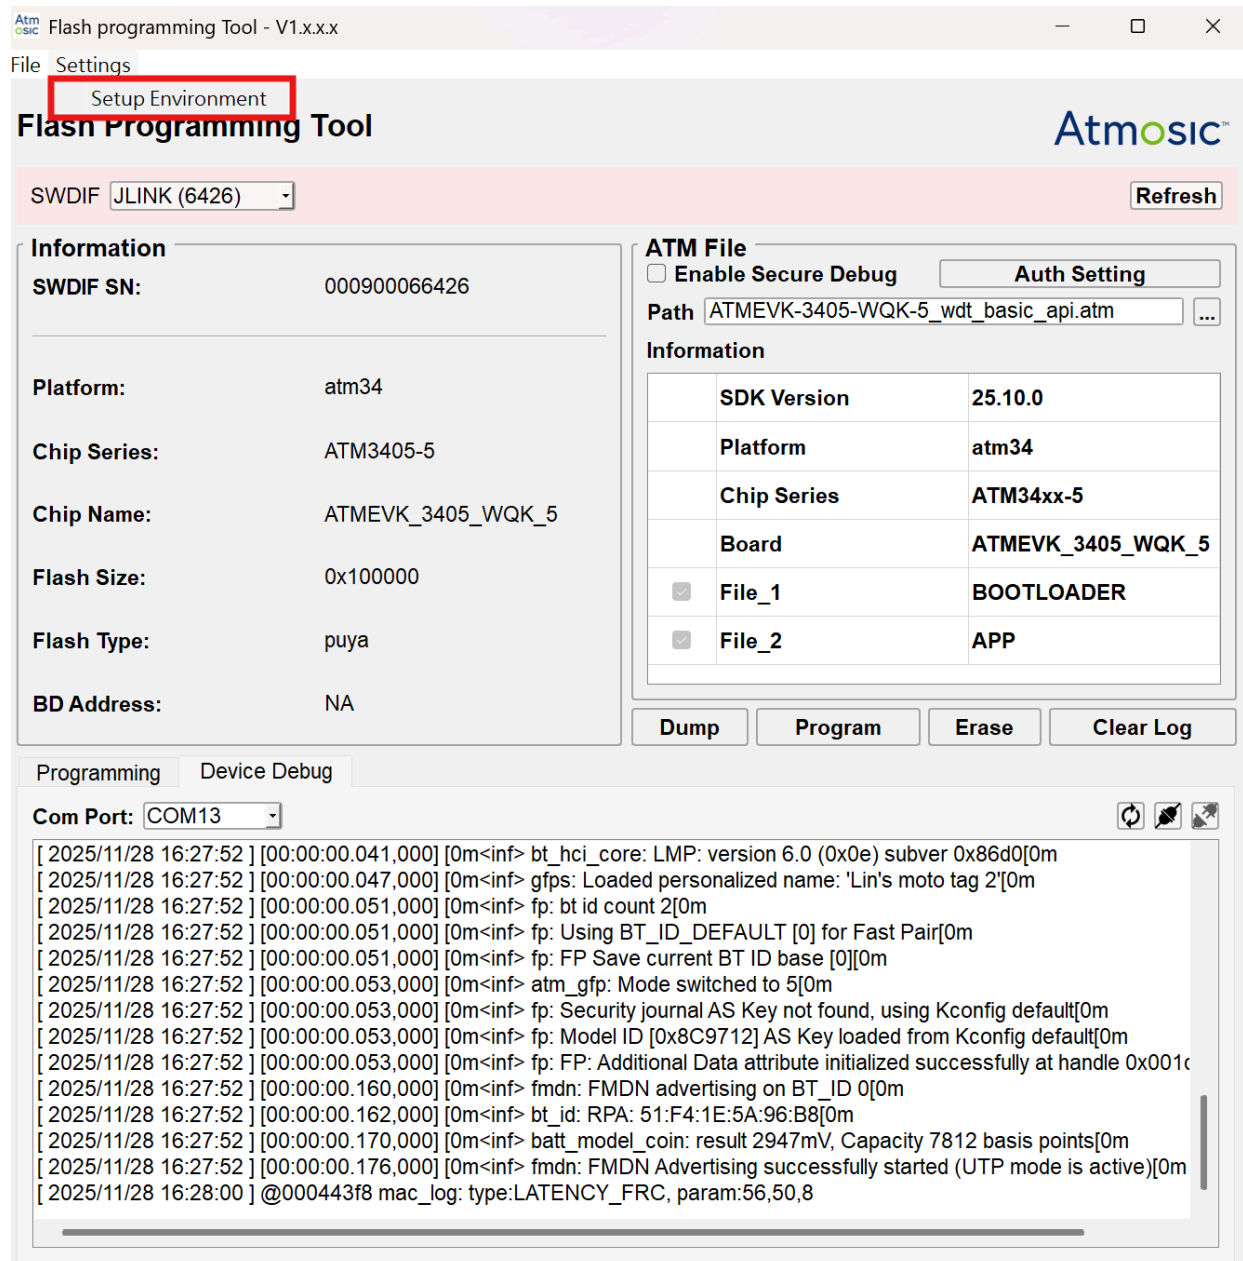 Atm
osic Flash programming Tool - V1.x.x.x
File Settings
Setup Environment
Flash Programming Tool
Atmosic™
SWDIF JLINK (6426) Refresh
Information
SWDIF SN: 000900066426
Platform: atm34
Chip Series: ATM3405-5
Chip Name: ATMEVK_3405_WQK_5
Flash Size: 0x100000
Flash Type: puya
BD Address: NA
ATM File
Enable Secure Debug Auth Setting
Path ATMEVK-3405-WQK-5_wdt_basic_api.atm ...
Information
SDK Version 25.10.0
Platform atm34
Chip Series ATM34xx-5
Board ATMEVK_3405_WQK_5
File_1 BOOTLOADER
File_2 APP
Dump Program Erase Clear Log
Programming Device Debug
Com Port: COM13
[ 2025/11/28 16:27:52 ] [00:00:00.041,000] [0m<inf> bt_hci_core: LMP: version 6.0 (0x0e) subver 0x86d0[0m
[ 2025/11/28 16:27:52 ] [00:00:00.047,000] [0m<inf> gfps: Loaded personalized name: 'Lin's moto tag 2'[0m
[ 2025/11/28 16:27:52 ] [00:00:00.051,000] [0m<inf> fp: bt id count 2[0m
[ 2025/11/28 16:27:52 ] [00:00:00.051,000] [0m<inf> fp: Using BT_ID_DEFAULT [0] for Fast Pair[0m
[ 2025/11/28 16:27:52 ] [00:00:00.051,000] [0m<inf> fp: FP Save current BT ID base [0][0m
[ 2025/11/28 16:27:52 ] [00:00:00.053,000] [0m<inf> atm_gfp: Mode switched to 5[0m
[ 2025/11/28 16:27:52 ] [00:00:00.053,000] [0m<inf> fp: Security journal AS Key not found, using Kconfig default[0m
[ 2025/11/28 16:27:52 ] [00:00:00.053,000] [0m<inf> fp: Model ID [0x8C9712] AS Key loaded from Kconfig default[0m
[ 2025/11/28 16:27:52 ] [00:00:00.053,000] [0m<inf> fp: FP: Additional Data attribute initialized successfully at handle 0x001
[ 2025/11/28 16:27:52 ] [00:00:00.160,000] [0m<inf> fmdn: FMDN advertising on BT_ID 0[0m
[ 2025/11/28 16:27:52 ] [00:00:00.162,000] [0m<inf> bt_id: RPA: 51:F4:1E:5A:96:B8[0m
[ 2025/11/28 16:27:52 ] [00:00:00.170,000] [0m<inf> batt_model_coin: result 2947mV, Capacity 7812 basis points[0m
[ 2025/11/28 16:27:52 ] [00:00:00.176,000] [0m<inf> fmdn: FMDN Advertising successfully started (UTP mode is active)[0m
[ 2025/11/28 16:28:00 ] @000443f8 mac_log: type:LATENCY_FRC, param:56,50,8